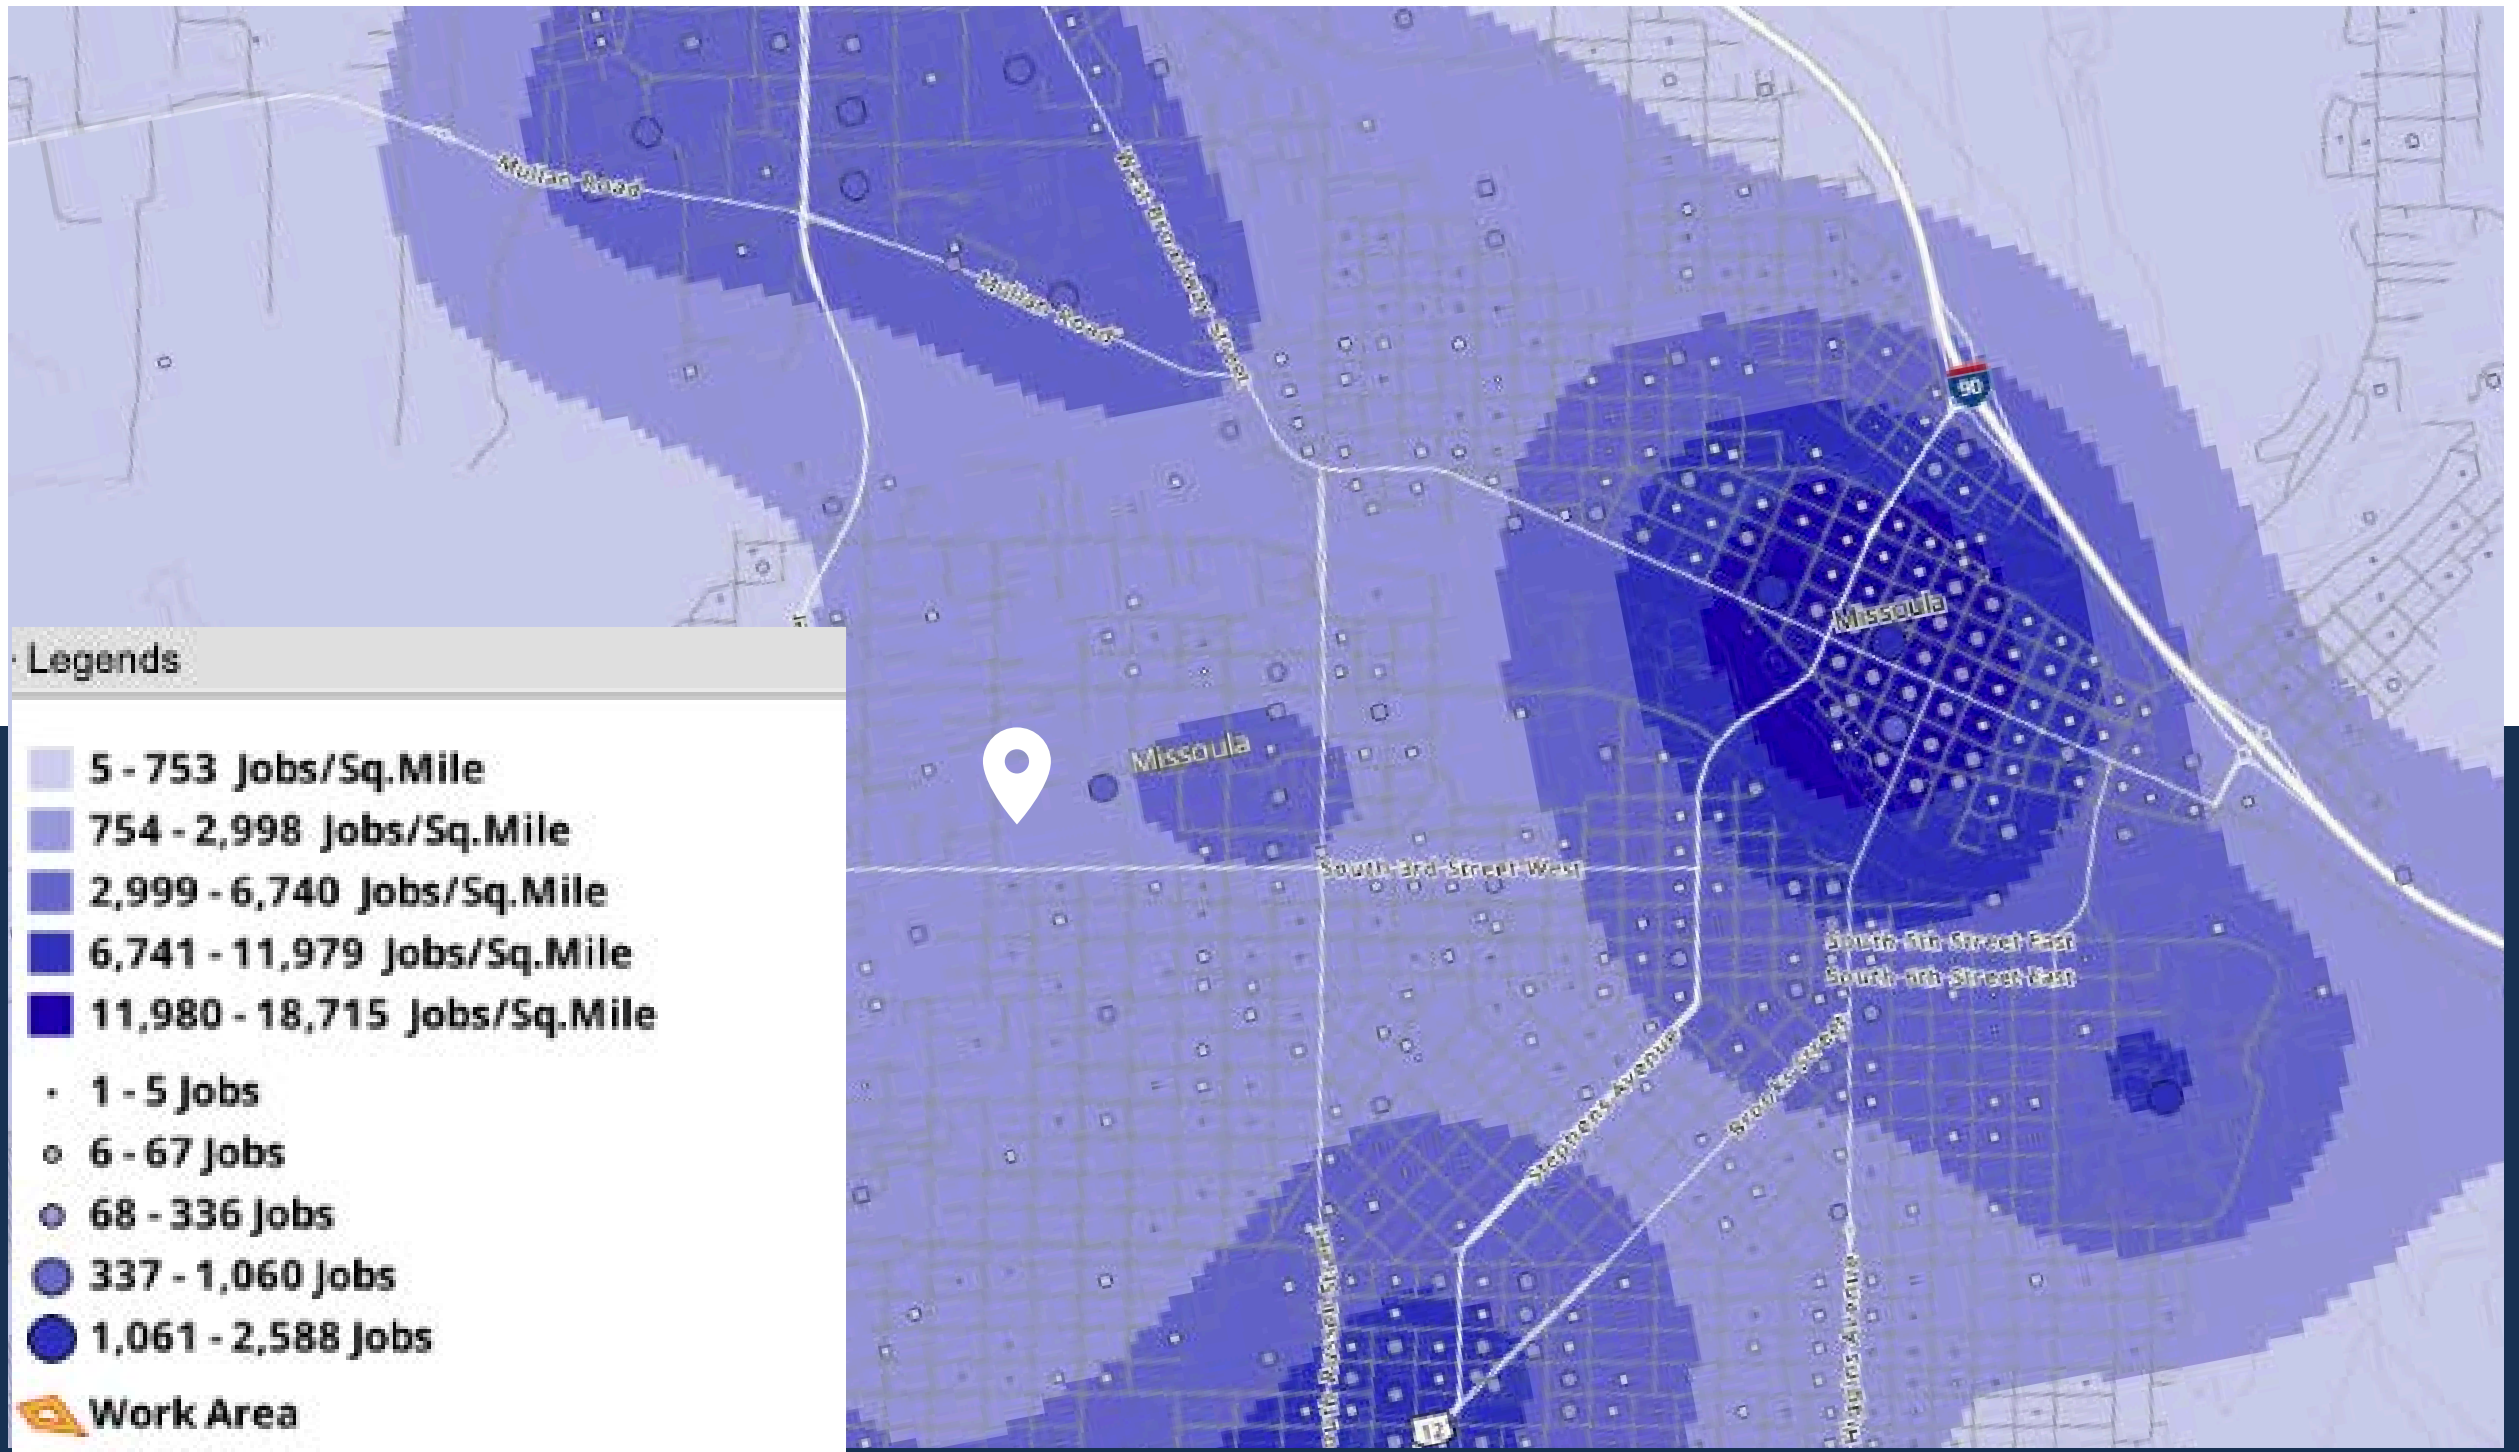 Mullan Road
West Broadway Street
Mullan Road
90
Missoula
Missoula
South 3rd Street West
South 5th Street East
South 6th Street East
Stephens Avenue
Brooks Street
South Russell Street
Higgins Avenue
12
Legends
5 - 753 Jobs/Sq.Mile
754 - 2,998 Jobs/Sq.Mile
2,999 - 6,740 Jobs/Sq.Mile
6,741 - 11,979 Jobs/Sq.Mile
11,980 - 18,715 Jobs/Sq.Mile
1 - 5 Jobs
6 - 67 Jobs
68 - 336 Jobs
337 - 1,060 Jobs
1,061 - 2,588 Jobs
Work Area